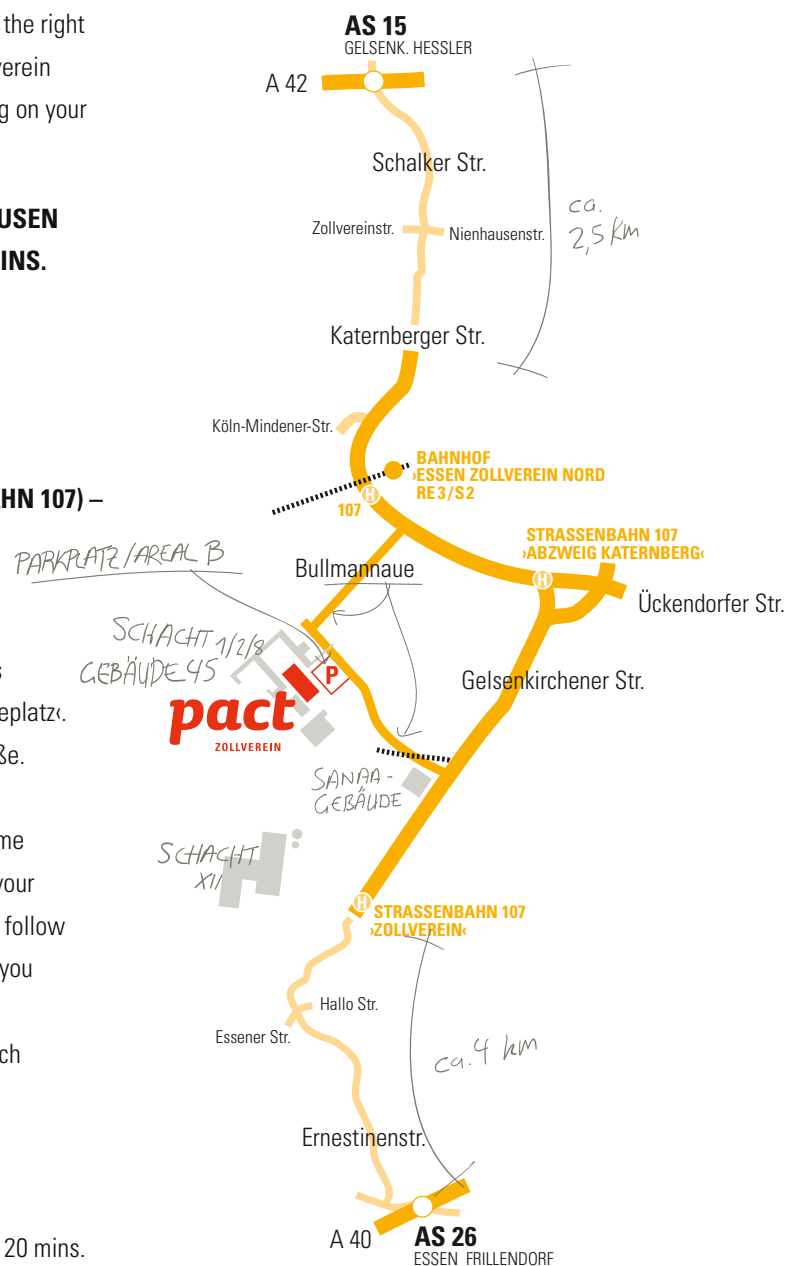 the right
verein
g on your
USEN
INS.
AHN 107) –
s
eplatz‹.
ße.
me
your
follow
you
ch
20 mins.
AS 15
GELSENK. HESSLER
A 42
Schalker Str.
ca.
2,5 km
Zollvereinstr.
Nienhausenstr.
Katernberger Str.
Köln-Mindener-Str.
BAHNHOF
›ESSEN ZOLLVEREIN NORD
RE3/S2
H
107
STRASSENBAHN 107
›ABZWEIG KATERNBERG‹
PARKPLATZ/AREAL B
Bullmannaue
H
Ückendorfer Str.
SCHACHT 1/2/8
GEBÄUDE 45
P
Gelsenkirchener Str.
pact
ZOLLVEREIN
SANAA-
GEBÄUDE
SCHACHT
XII
H
STRASSENBAHN 107
›ZOLLVEREIN‹
Hallo Str.
Essener Str.
ca. 4 km
Ernestinenstr.
A 40
AS 26
ESSEN FRILLENDORF